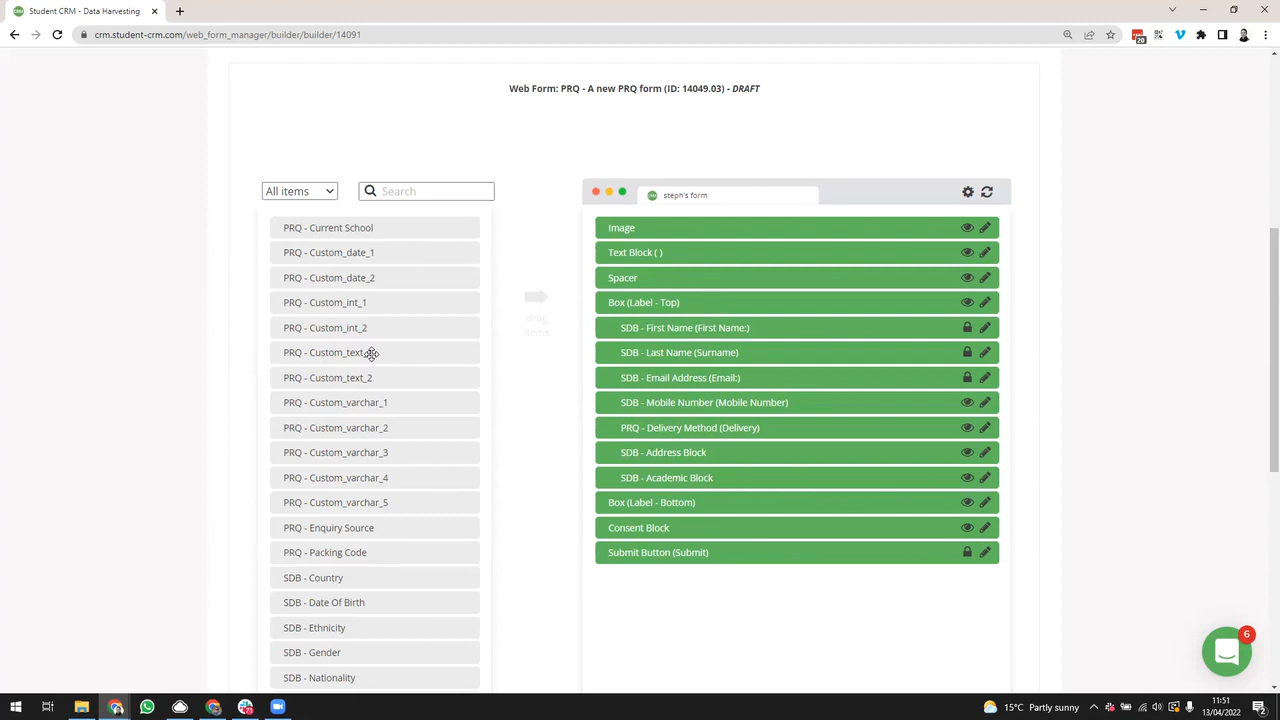 Student CRM - Data Harvesting
crm.student-crm.com/web_form_manager/builder/builder/14091
20
Web Form: PRQ - A new PRQ form (ID: 14049.03) - DRAFT
All items
Search
steph's form
PRQ - Current School
PRQ - Custom_date_1
PRQ - Custom_date_2
PRQ - Custom_int_1
PRQ - Custom_int_2
PRQ - Custom_text
PRQ - Custom_text_2
PRQ - Custom_varchar_1
PRQ - Custom_varchar_2
PRQ - Custom_varchar_3
PRQ - Custom_varchar_4
PRQ - Custom_varchar_5
PRQ - Enquiry Source
PRQ - Packing Code
SDB - Country
SDB - Date Of Birth
SDB - Ethnicity
SDB - Gender
SDB - Nationality
drag
items
Image
Text Block ( )
Spacer
Box (Label - Top)
SDB - First Name (First Name:)
SDB - Last Name (Surname)
SDB - Email Address (Email:)
SDB - Mobile Number (Mobile Number)
PRQ - Delivery Method (Delivery)
SDB - Address Block
SDB - Academic Block
Box (Label - Bottom)
Consent Block
Submit Button (Submit)
6
15°C Partly sunny
11:51
13/04/2022
2